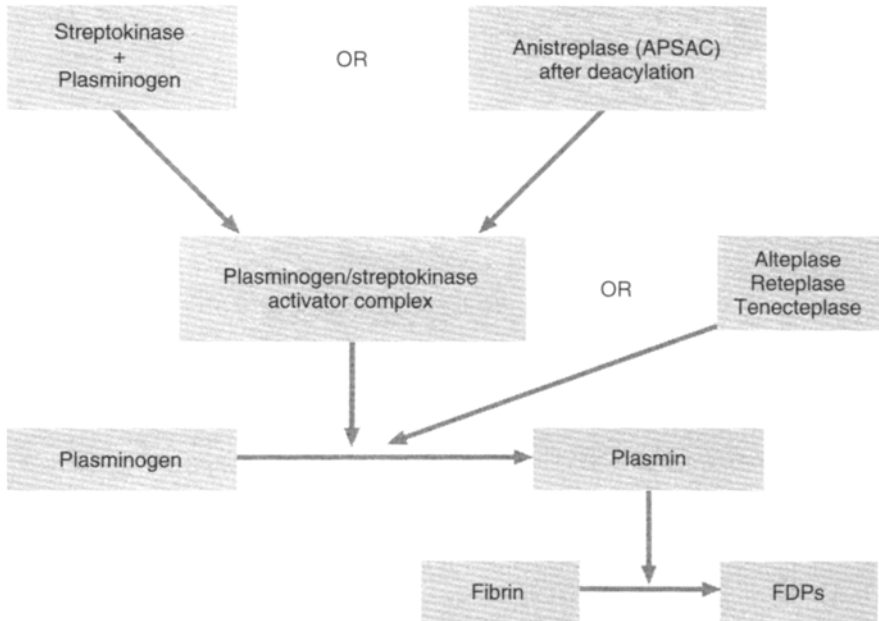 Streptokinase
+
Plasminogen
OR
Anistreplase (APSAC)
after deacylation
Plasminogen/streptokinase
activator complex
OR
Alteplase
Reteplase
Tenecteplase
Plasminogen
Plasmin
Fibrin
FDPs